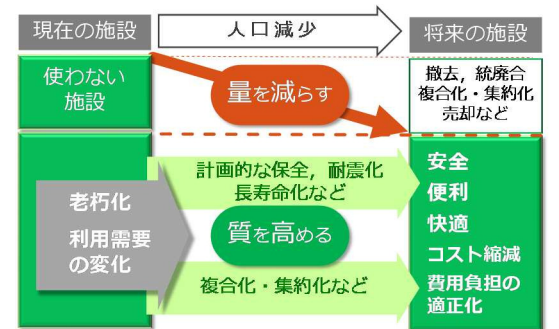 現在の施設
人口減少
将来の施設
使わない
施設
量を減らす
撤去，統廃合
複合化・集約化
売却など
計画的な保全，耐震化
長寿命化など
老朽化
利用需要
の変化
質を高める
複合化・集約化など
安全
便利
快適
コスト縮減
費用負担の
適正化